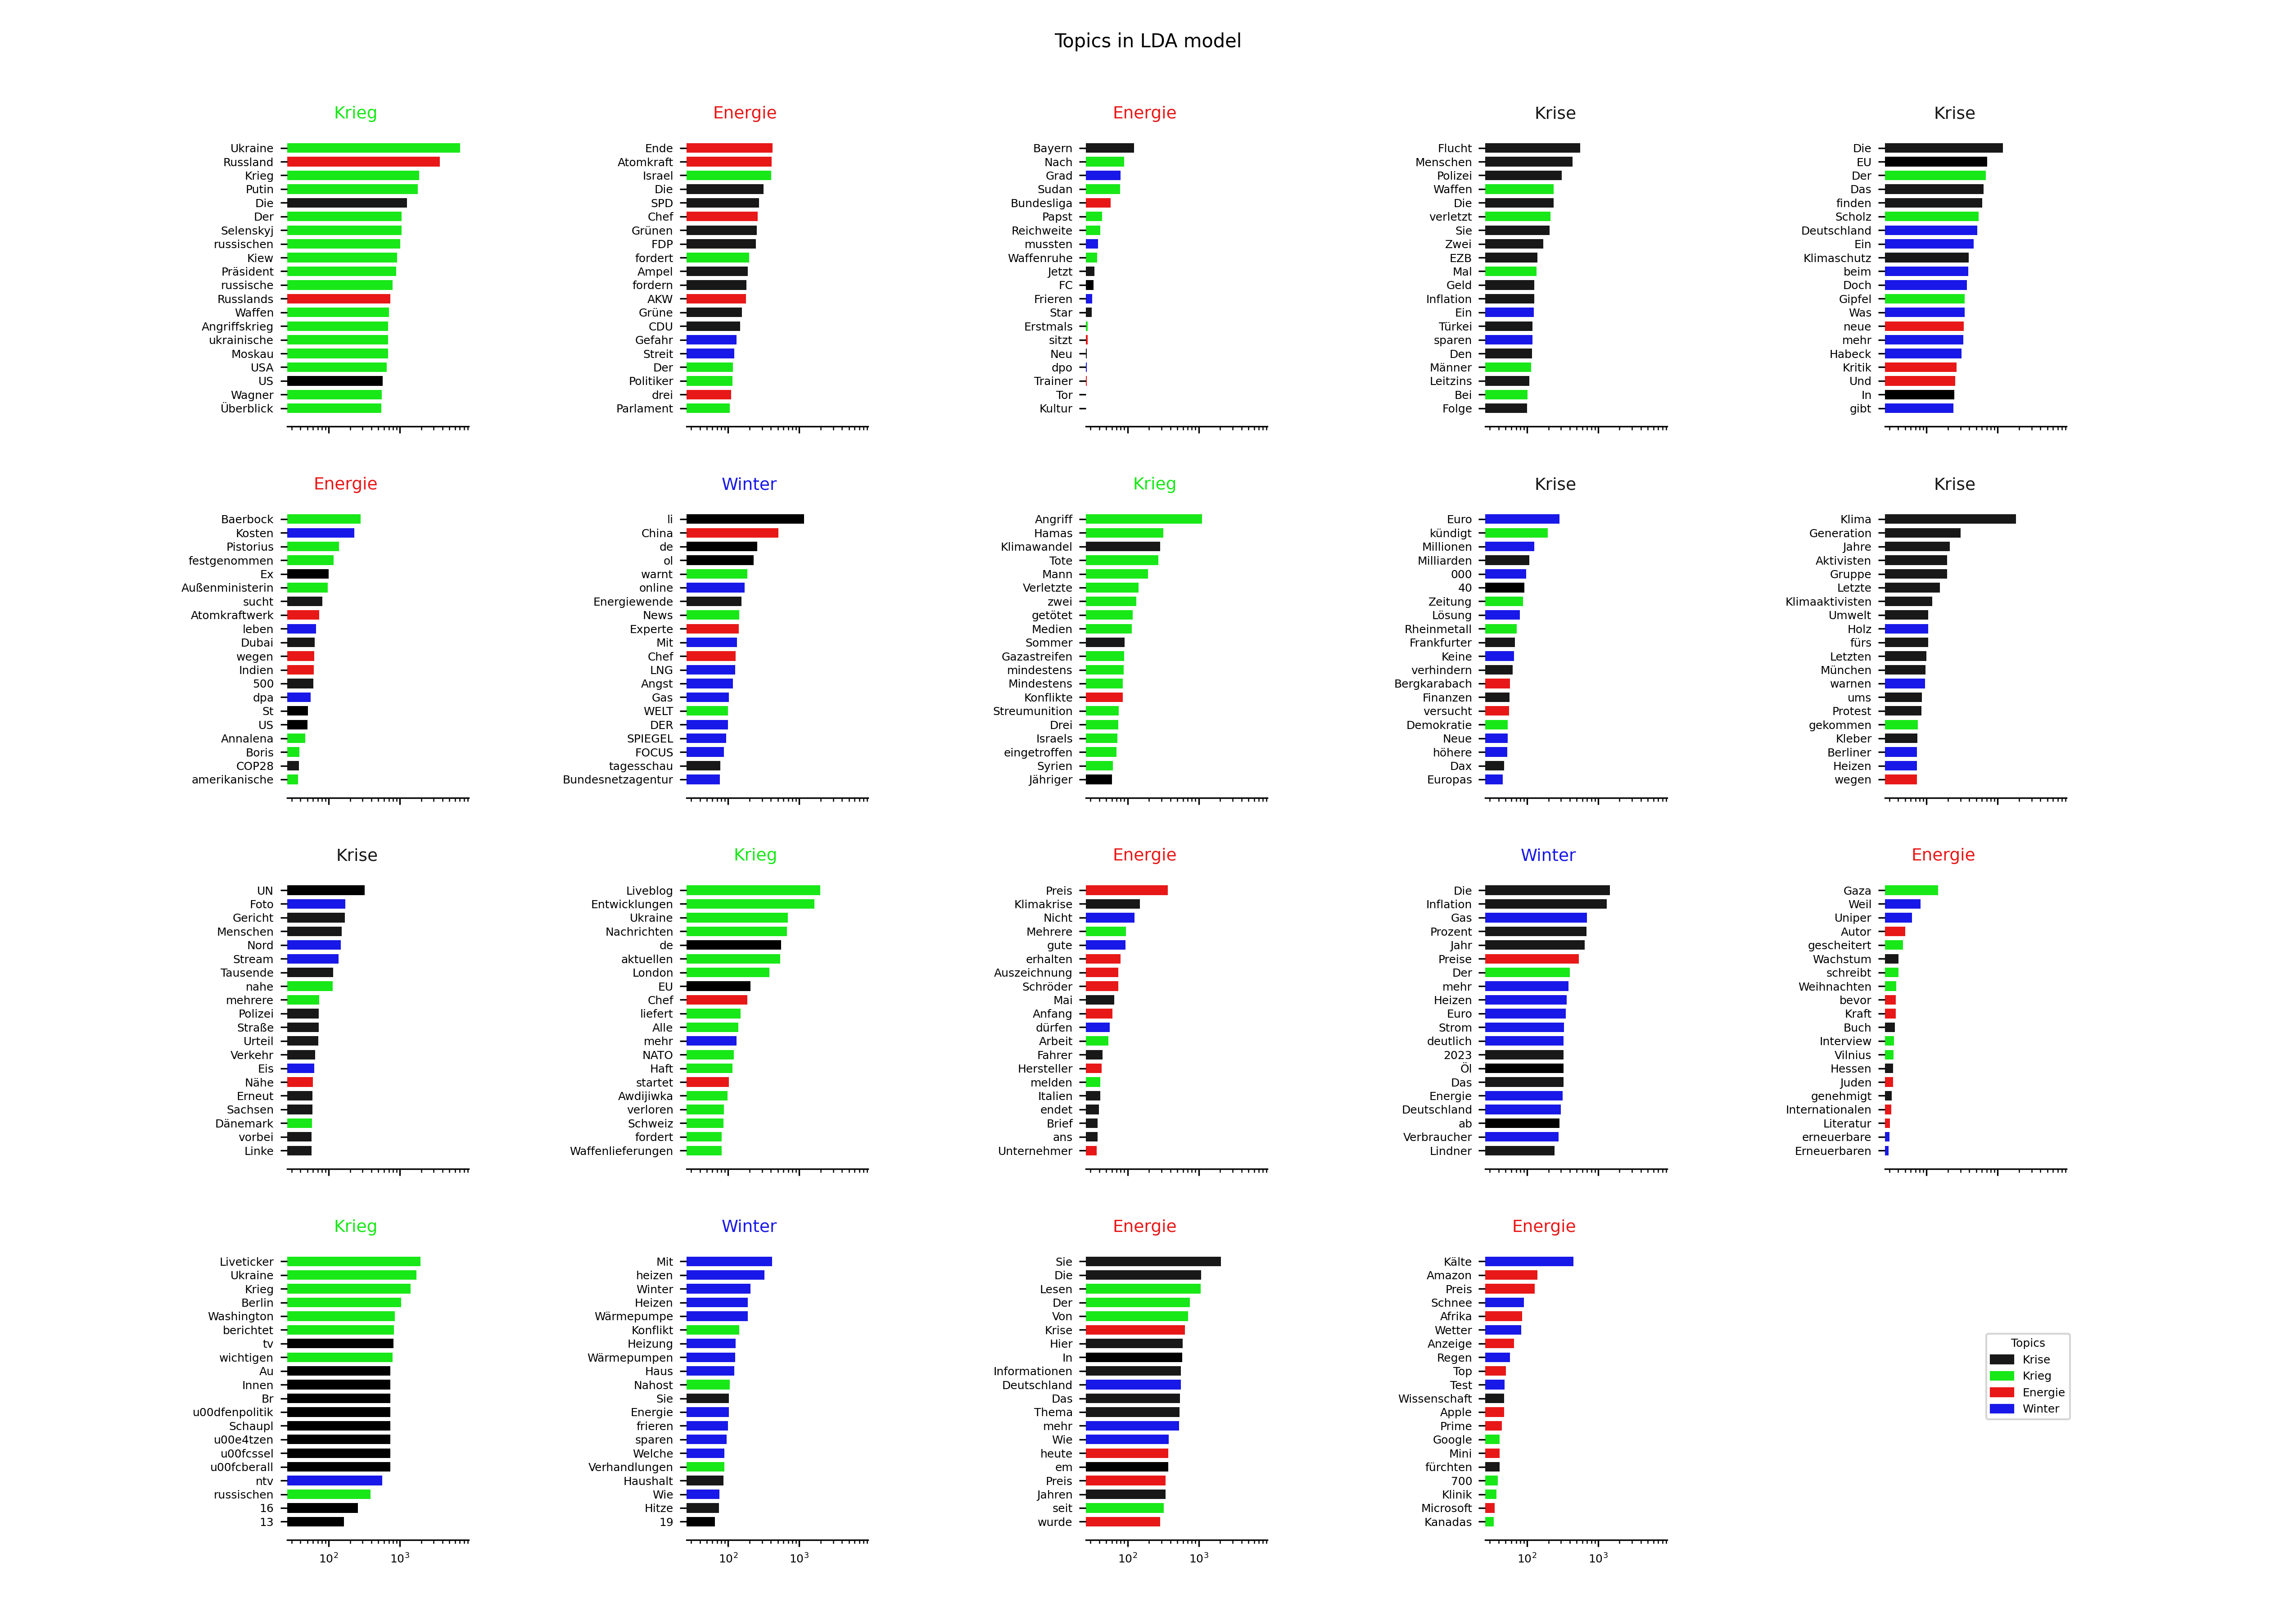 Topics in LDA model
Krieg
Ukraine
Russland
Krieg
Putin
Die
Der
Selenskyj
russischen
Kiew
Präsident
russische
Russlands
Waffen
Angriffskrieg
ukrainische
Moskau
USA
US
Wagner
Überblick
Energie
Ende
Atomkraft
Israel
Die
SPD
Chef
Grünen
FDP
fordert
Ampel
fordern
AKW
Grüne
CDU
Gefahr
Streit
Der
Politiker
drei
Parlament
Energie
Bayern
Nach
Grad
Sudan
Bundesliga
Papst
Reichweite
mussten
Waffenruhe
Jetzt
FC
Frieren
Star
Erstmals
sitzt
Neu
dpo
Trainer
Tor
Kultur
Krise
Flucht
Menschen
Polizei
Waffen
Die
verletzt
Sie
Zwei
EZB
Mal
Geld
Inflation
Ein
Türkei
sparen
Den
Männer
Leitzins
Bei
Folge
Krise
Die
EU
Der
Das
finden
Scholz
Deutschland
Ein
Klimaschutz
beim
Doch
Gipfel
Was
neue
mehr
Habeck
Kritik
Und
In
gibt
Energie
Baerbock
Kosten
Pistorius
festgenommen
Ex
Außenministerin
sucht
Atomkraftwerk
leben
Dubai
wegen
Indien
500
dpa
St
US
Annalena
Boris
COP28
amerikanische
Winter
li
China
de
ol
warnt
online
Energiewende
News
Experte
Mit
Chef
LNG
Angst
Gas
WELT
DER
SPIEGEL
FOCUS
tagesschau
Bundesnetzagentur
Krieg
Angriff
Hamas
Klimawandel
Tote
Mann
Verletzte
zwei
getötet
Medien
Sommer
Gazastreifen
mindestens
Mindestens
Konflikte
Streumunition
Drei
Israels
eingetroffen
Syrien
Jähriger
Krise
Euro
kündigt
Millionen
Milliarden
000
40
Zeitung
Lösung
Rheinmetall
Frankfurter
Keine
verhindern
Bergkarabach
Finanzen
versucht
Demokratie
Neue
höhere
Dax
Europas
Krise
Klima
Generation
Jahre
Aktivisten
Gruppe
Letzte
Klimaaktivisten
Umwelt
Holz
fürs
Letzten
München
warnen
ums
Protest
gekommen
Kleber
Berliner
Heizen
wegen
Krise
UN
Foto
Gericht
Menschen
Nord
Stream
Tausende
nahe
mehrere
Polizei
Straße
Urteil
Verkehr
Eis
Nähe
Erneut
Sachsen
Dänemark
vorbei
Linke
Krieg
Liveblog
Entwicklungen
Ukraine
Nachrichten
de
aktuellen
London
EU
Chef
liefert
Alle
mehr
NATO
Haft
startet
Awdijiwka
verloren
Schweiz
fordert
Waffenlieferungen
Energie
Preis
Klimakrise
Nicht
Mehrere
gute
erhalten
Auszeichnung
Schröder
Mai
Anfang
dürfen
Arbeit
Fahrer
Hersteller
melden
Italien
endet
Brief
ans
Unternehmer
Winter
Die
Inflation
Gas
Prozent
Jahr
Preise
Der
mehr
Heizen
Euro
Strom
deutlich
2023
Öl
Das
Energie
Deutschland
ab
Verbraucher
Lindner
Energie
Gaza
Weil
Uniper
Autor
gescheitert
Wachstum
schreibt
Weihnachten
bevor
Kraft
Buch
Interview
Vilnius
Hessen
Juden
genehmigt
Internationalen
Literatur
erneuerbare
Erneuerbaren
Krieg
Liveticker
Ukraine
Krieg
Berlin
Washington
berichtet
tv
wichtigen
Au
Innen
Br
u00dfenpolitik
Schaupl
u00e4tzen
u00fcssel
u00fcberall
ntv
russischen
16
13
10²
10³
Winter
Mit
heizen
Winter
Heizen
Wärmepumpe
Konflikt
Heizung
Wärmepumpen
Haus
Nahost
Sie
Energie
frieren
sparen
Welche
Verhandlungen
Haushalt
Wie
Hitze
19
10²
10³
Energie
Sie
Die
Lesen
Der
Von
Krise
Hier
In
Informationen
Deutschland
Das
Thema
mehr
Wie
heute
em
Preis
Jahren
seit
wurde
10²
10³
Energie
Kälte
Amazon
Preis
Schnee
Afrika
Wetter
Anzeige
Regen
Top
Test
Wissenschaft
Apple
Prime
Google
Mini
fürchten
700
Klinik
Microsoft
Kanadas
10²
10³
Topics
Krise
Krieg
Energie
Winter